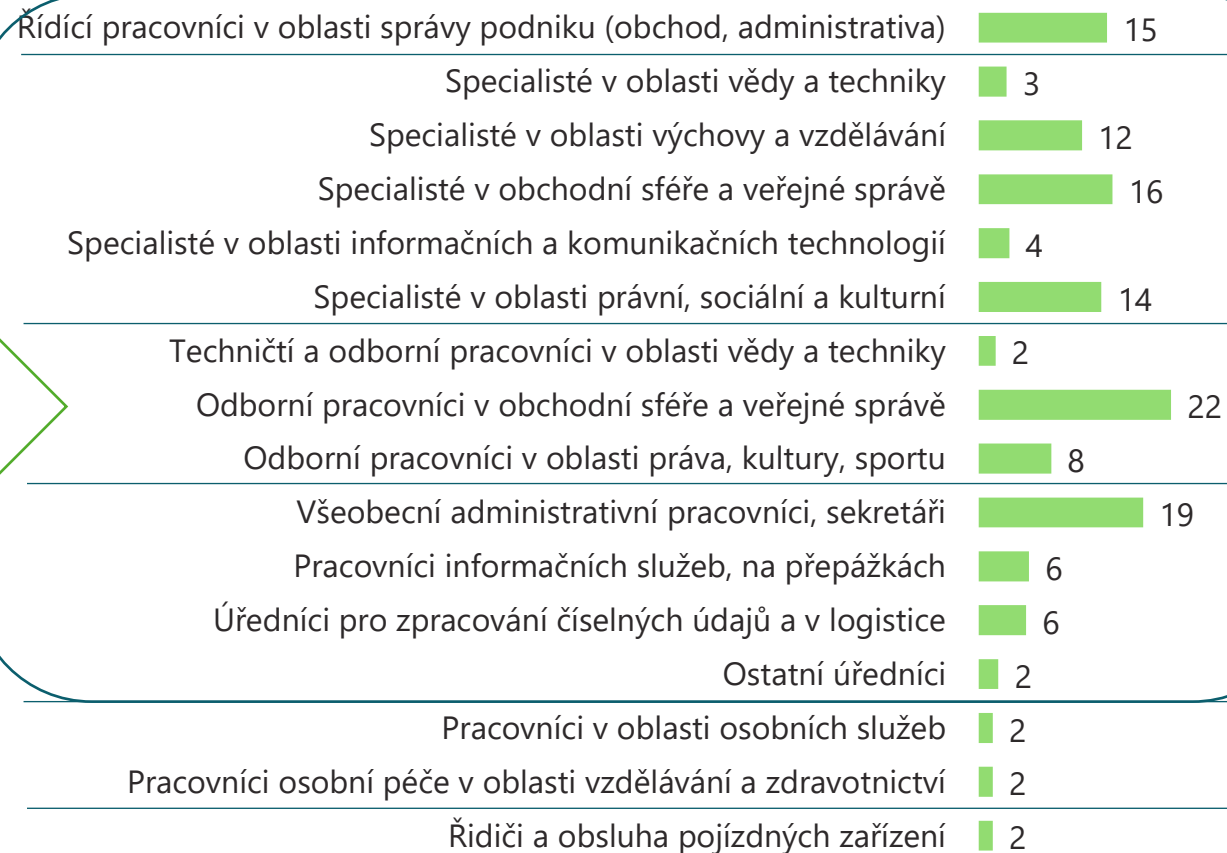 Řídící pracovníci v oblasti správy podniku (obchod, administrativa) 15
Specialisté v oblasti vědy a techniky 3
Specialisté v oblasti výchovy a vzdělávání 12
Specialisté v obchodní sféře a veřejné správě 16
Specialisté v oblasti informačních a komunikačních technologií 4
Specialisté v oblasti právní, sociální a kulturní 14
Techničtí a odborní pracovníci v oblasti vědy a techniky 2
Odborní pracovníci v obchodní sféře a veřejné správě 22
Odborní pracovníci v oblasti práva, kultury, sportu 8
Všeobecní administrativní pracovníci, sekretáři 19
Pracovníci informačních služeb, na přepážkách 6
Úředníci pro zpracování číselných údajů a v logistice 6
Ostatní úředníci 2
Pracovníci v oblasti osobních služeb 2
Pracovníci osobní péče v oblasti vzdělávání a zdravotnictví 2
Řidiči a obsluha pojízdných zařízení 2